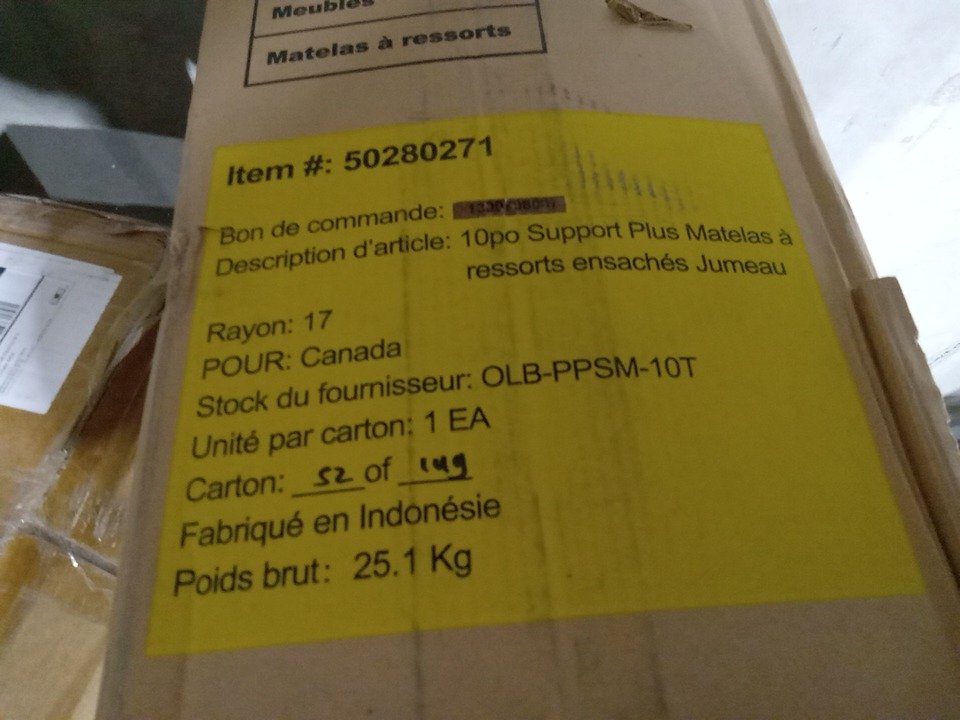 Meubles
Matelas à ressorts
Item #: 50280271
Bon de commande:
Description d'article: 10po Support Plus Matelas à
ressorts ensachés Jumeau
Rayon: 17
POUR: Canada
Stock du fournisseur: OLB-PPSM-10T
Unité par carton: 1 EA
Carton: 52 of 149
Fabriqué en Indonésie
Poids brut: 25.1 Kg